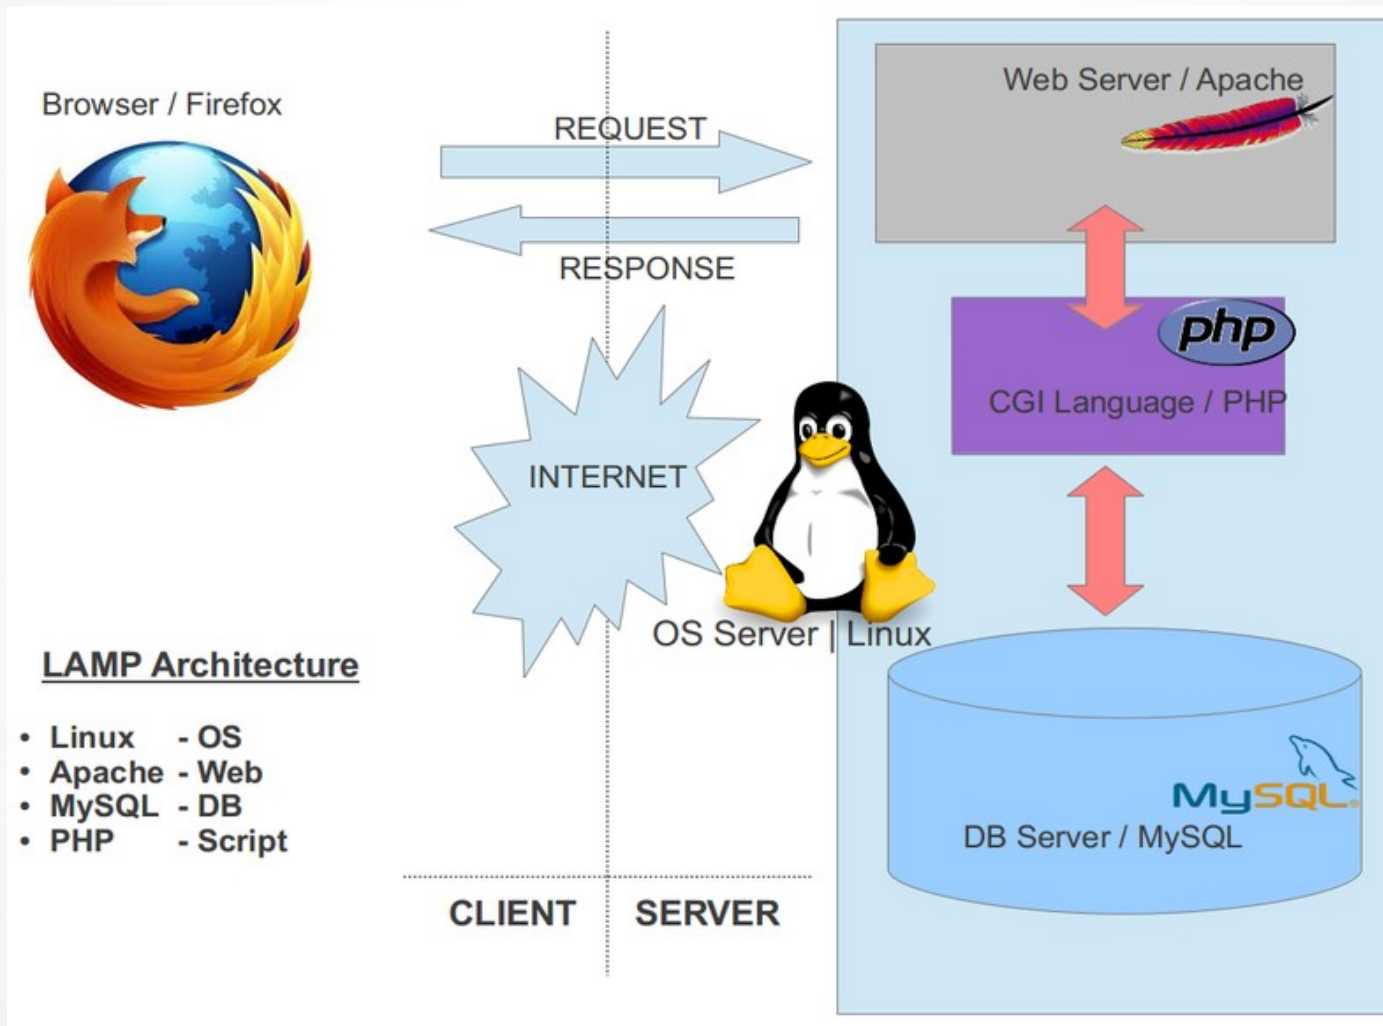 Browser / Firefox
REQUEST
RESPONSE
INTERNET
Web Server / Apache
php
CGI Language / PHP
OS Server | Linux
MySQL
DB Server / MySQL
LAMP Architecture
• Linux - OS
• Apache - Web
• MySQL - DB
• PHP - Script
CLIENT
SERVER